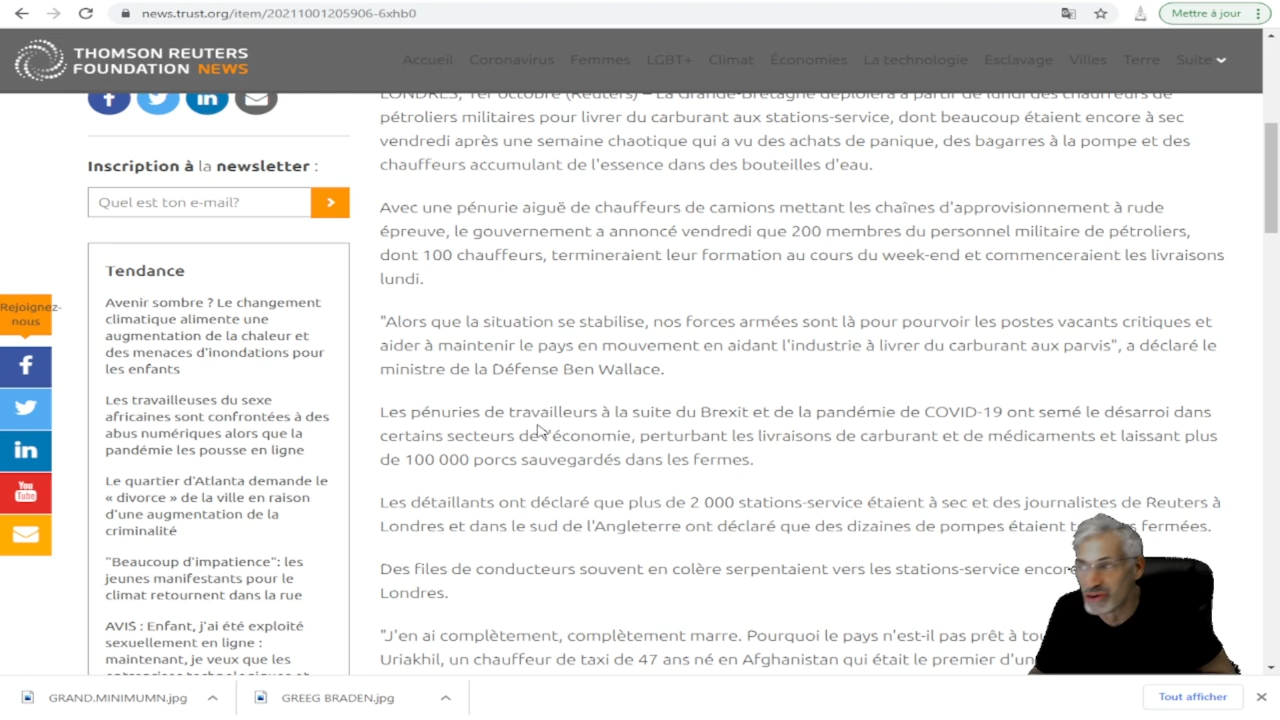 news.trust.org/item/20211001205906-6xhb0
Mettre à jour
THOMSON REUTERS
FOUNDATION NEWS
Accueil Coronavirus Femmes LGBT+ Climat Économies La technologie Esclavage Villes Terre Suite
LONDRES, 1er octobre (Reuters) – La Grande-Bretagne déploiera à partir de lundi des chauffeurs de
pétroliers militaires pour livrer du carburant aux stations-service, dont beaucoup étaient encore à sec
vendredi après une semaine chaotique qui a vu des achats de panique, des bagarres à la pompe et des
chauffeurs accumulant de l'essence dans des bouteilles d'eau.
Avec une pénurie aiguë de chauffeurs de camions mettant les chaînes d'approvisionnement à rude
épreuve, le gouvernement a annoncé vendredi que 200 membres du personnel militaire de pétroliers,
dont 100 chauffeurs, termineraient leur formation au cours du week-end et commenceraient les livraisons
lundi.
"Alors que la situation se stabilise, nos forces armées sont là pour pourvoir les postes vacants critiques et
aider à maintenir le pays en mouvement en aidant l'industrie à livrer du carburant aux parvis", a déclaré le
ministre de la Défense Ben Wallace.
Les pénuries de travailleurs à la suite du Brexit et de la pandémie de COVID-19 ont semé le désarroi dans
certains secteurs de l'économie, perturbant les livraisons de carburant et de médicaments et laissant plus
de 100 000 porcs sauvegardés dans les fermes.
Les détaillants ont déclaré que plus de 2 000 stations-service étaient à sec et des journalistes de Reuters à
Londres et dans le sud de l'Angleterre ont déclaré que des dizaines de pompes étaient fermées.
Des files de conducteurs souvent en colère serpentaient vers les stations-service
Londres.
"J'en ai complètement, complètement marre. Pourquoi le pays n'est-il pas prêt à
Uriakhil, un chauffeur de taxi de 47 ans né en Afghanistan qui était le premier
Inscription à la newsletter :
Quel est ton e-mail?
Tendance
Avenir sombre ? Le changement
climatique alimente une
augmentation de la chaleur et
des menaces d'inondations pour
les enfants
Les travailleuses du sexe
africaines sont confrontées à des
abus numériques alors que la
pandémie les pousse en ligne
Le quartier d'Atlanta demande le
« divorce » de la ville en raison
d'une augmentation de la
criminalité
"Beaucoup d'impatience": les
jeunes manifestants pour le
climat retournent dans la rue
AVIS : Enfant, j'ai été exploité
sexuellement en ligne :
maintenant, je veux que les
Rejoignez-
nous
You
Tube
GRAND.MINIMUMN.jpg
GREEG BRADEN.jpg
Tout afficher